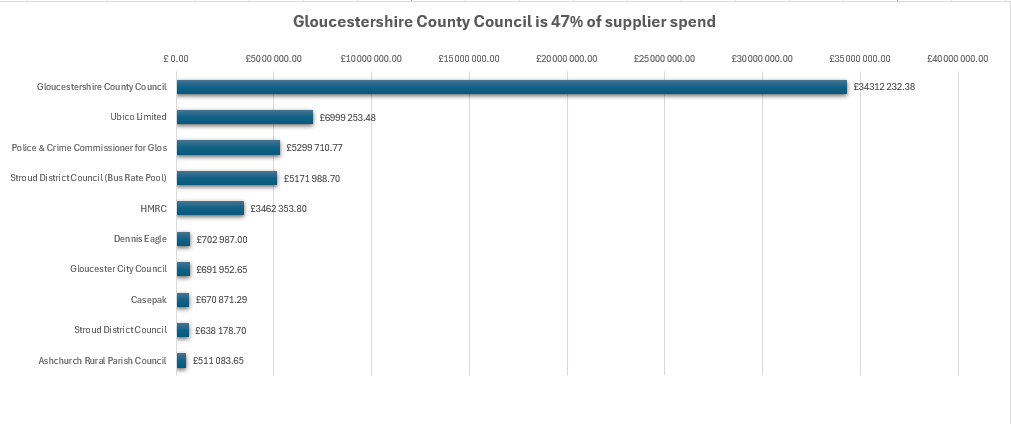 Gloucestershire County Council is 47% of supplier spend
£ 0.00 £5000 000.00 £10000 000.00 £15000 000.00 £20000 000.00 £25000 000.00 £30000 000.00 £35000 000.00 £40000 000.00
Gloucestershire County Council £34312 232.38
Ubico Limited £6999 253.48
Police & Crime Commissioner for Glos £5299 710.77
Stroud District Council (Bus Rate Pool) £5171 988.70
HMRC £3462 353.80
Dennis Eagle £702 987.00
Gloucester City Council £691 952.65
Casepak £670 871.29
Stroud District Council £638 178.70
Ashchurch Rural Parish Council £511 083.65